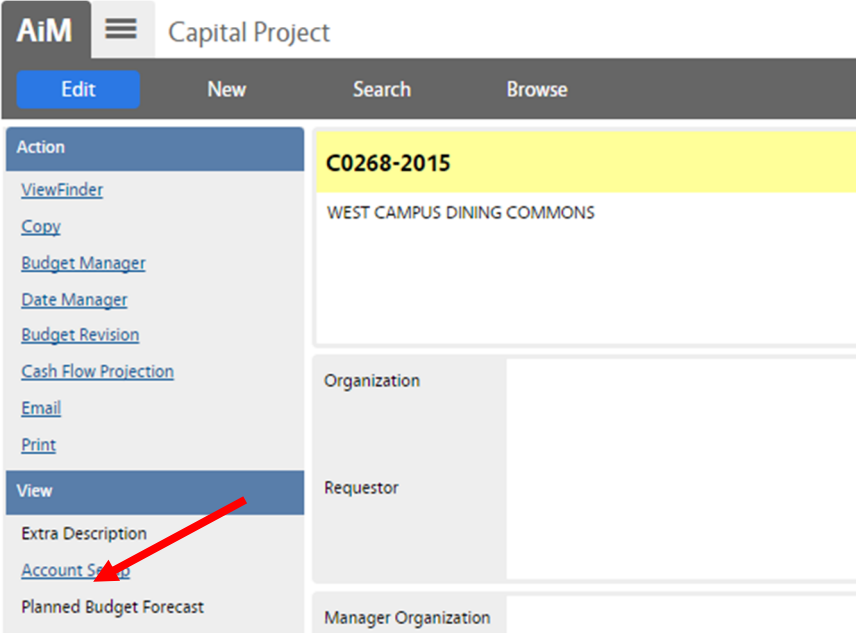 AiM Capital Project
Edit New Search Browse
Action
ViewFinder
Copy
Budget Manager
Date Manager
Budget Revision
Cash Flow Projection
Email
Print
View
Extra Description
Account
Planned Budget Forecast
C0268-2015
WEST CAMPUS DINING COMMONS
Organization
Requestor
Manager Organization